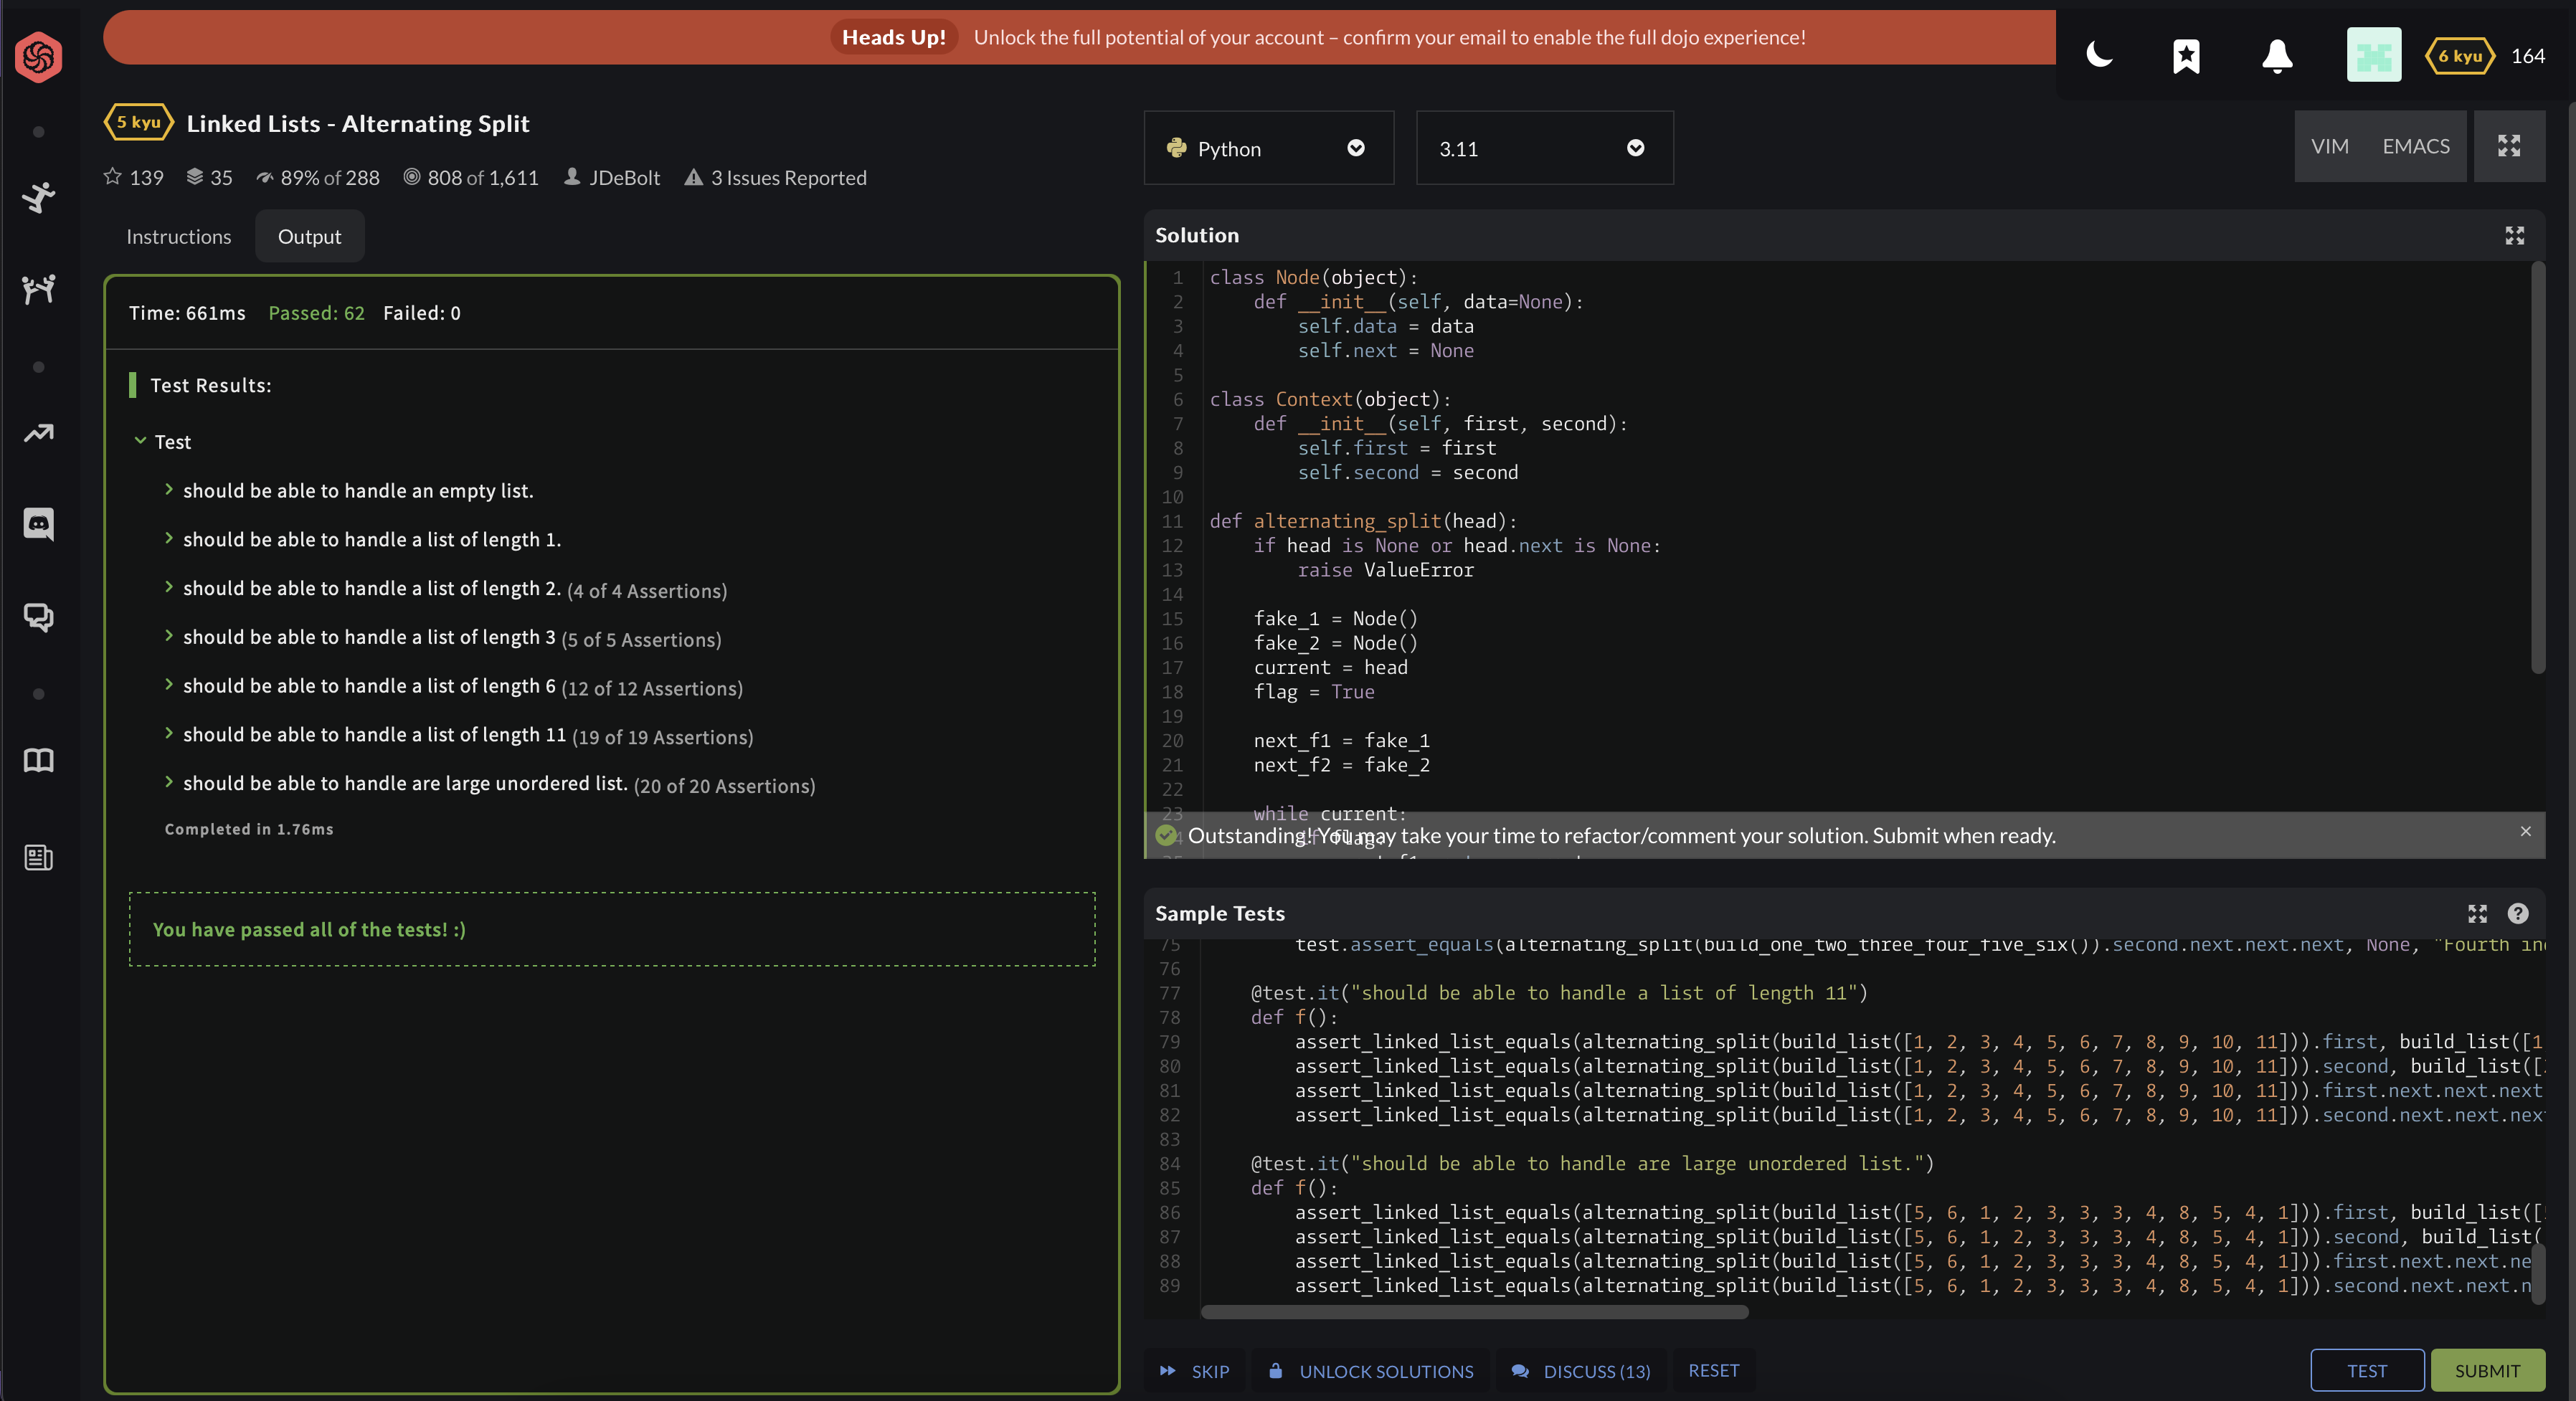 Heads Up! Unlock the full potential of your account – confirm your email to enable the full dojo experience!
6 kyu 164
5 kyu Linked Lists - Alternating Split
139 35 89% of 288 808 of 1,611 JDeBolt 3 Issues Reported
Instructions Output
Time: 661ms Passed: 62 Failed: 0
Test Results:
Test
should be able to handle an empty list.
should be able to handle a list of length 1.
should be able to handle a list of length 2. (4 of 4 Assertions)
should be able to handle a list of length 3 (5 of 5 Assertions)
should be able to handle a list of length 6 (12 of 12 Assertions)
should be able to handle a list of length 11 (19 of 19 Assertions)
should be able to handle are large unordered list. (20 of 20 Assertions)
Completed in 1.76ms
You have passed all of the tests! :)
Python 3.11 VIM EMACS
Solution
1 class Node(object):
2     def __init__(self, data=None):
3         self.data = data
4         self.next = None
5
6 class Context(object):
7     def __init__(self, first, second):
8         self.first = first
9         self.second = second
10
11 def alternating_split(head):
12     if head is None or head.next is None:
13         raise ValueError
14
15     fake_1 = Node()
16     fake_2 = Node()
17     current = head
18     flag = True
19
20     next_f1 = fake_1
21     next_f2 = fake_2
22
23     while current:
Outstanding! You may take your time to refactor/comment your solution. Submit when ready.
Sample Tests
75         test.assert_equals(alternating_split(build_one_two_three_four_five_six()).second.next.next.next, None, "Fourth in
76
77     @test.it("should be able to handle a list of length 11")
78     def f():
79         assert_linked_list_equals(alternating_split(build_list([1, 2, 3, 4, 5, 6, 7, 8, 9, 10, 11])).first, build_list([1
80         assert_linked_list_equals(alternating_split(build_list([1, 2, 3, 4, 5, 6, 7, 8, 9, 10, 11])).second, build_list([
81         assert_linked_list_equals(alternating_split(build_list([1, 2, 3, 4, 5, 6, 7, 8, 9, 10, 11])).first.next.next.next
82         assert_linked_list_equals(alternating_split(build_list([1, 2, 3, 4, 5, 6, 7, 8, 9, 10, 11])).second.next.next.nex
83
84     @test.it("should be able to handle are large unordered list.")
85     def f():
86         assert_linked_list_equals(alternating_split(build_list([5, 6, 1, 2, 3, 3, 3, 4, 8, 5, 4, 1])).first, build_list([
87         assert_linked_list_equals(alternating_split(build_list([5, 6, 1, 2, 3, 3, 3, 4, 8, 5, 4, 1])).second, build_list(
88         assert_linked_list_equals(alternating_split(build_list([5, 6, 1, 2, 3, 3, 3, 4, 8, 5, 4, 1])).first.next.next.ne
89         assert_linked_list_equals(alternating_split(build_list([5, 6, 1, 2, 3, 3, 3, 4, 8, 5, 4, 1])).second.next.next.n
SKIP UNLOCK SOLUTIONS DISCUSS (13) RESET TEST SUBMIT